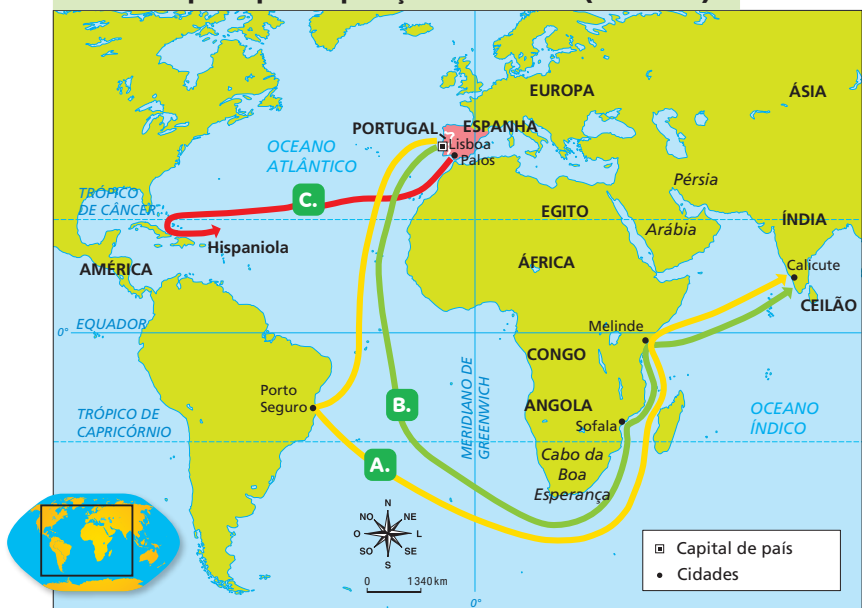 EUROPA
ÁSIA
PORTUGAL
ESPANHA
Lisboa
Palos
OCEANO
ATLÂNTICO
Pérsia
TRÓPICO
DE CÂNCER
C.
EGITO
Arábia
ÍNDIA
Hispaniola
AMÉRICA
ÁFRICA
Calicute
CEILÃO
EQUADOR
0°
Melinde
CONGO
MERIDIANO DE
GREENWICH
Porto
Seguro
B.
ANGOLA
TRÓPICO DE
CAPRICÓRNIO
Sofala
OCEANO
ÍNDICO
A.
Cabo da
Boa
Esperança
N
NO
NE
O
L
SO
SE
S
0
1 340 km
Capital de país
Cidades
0°